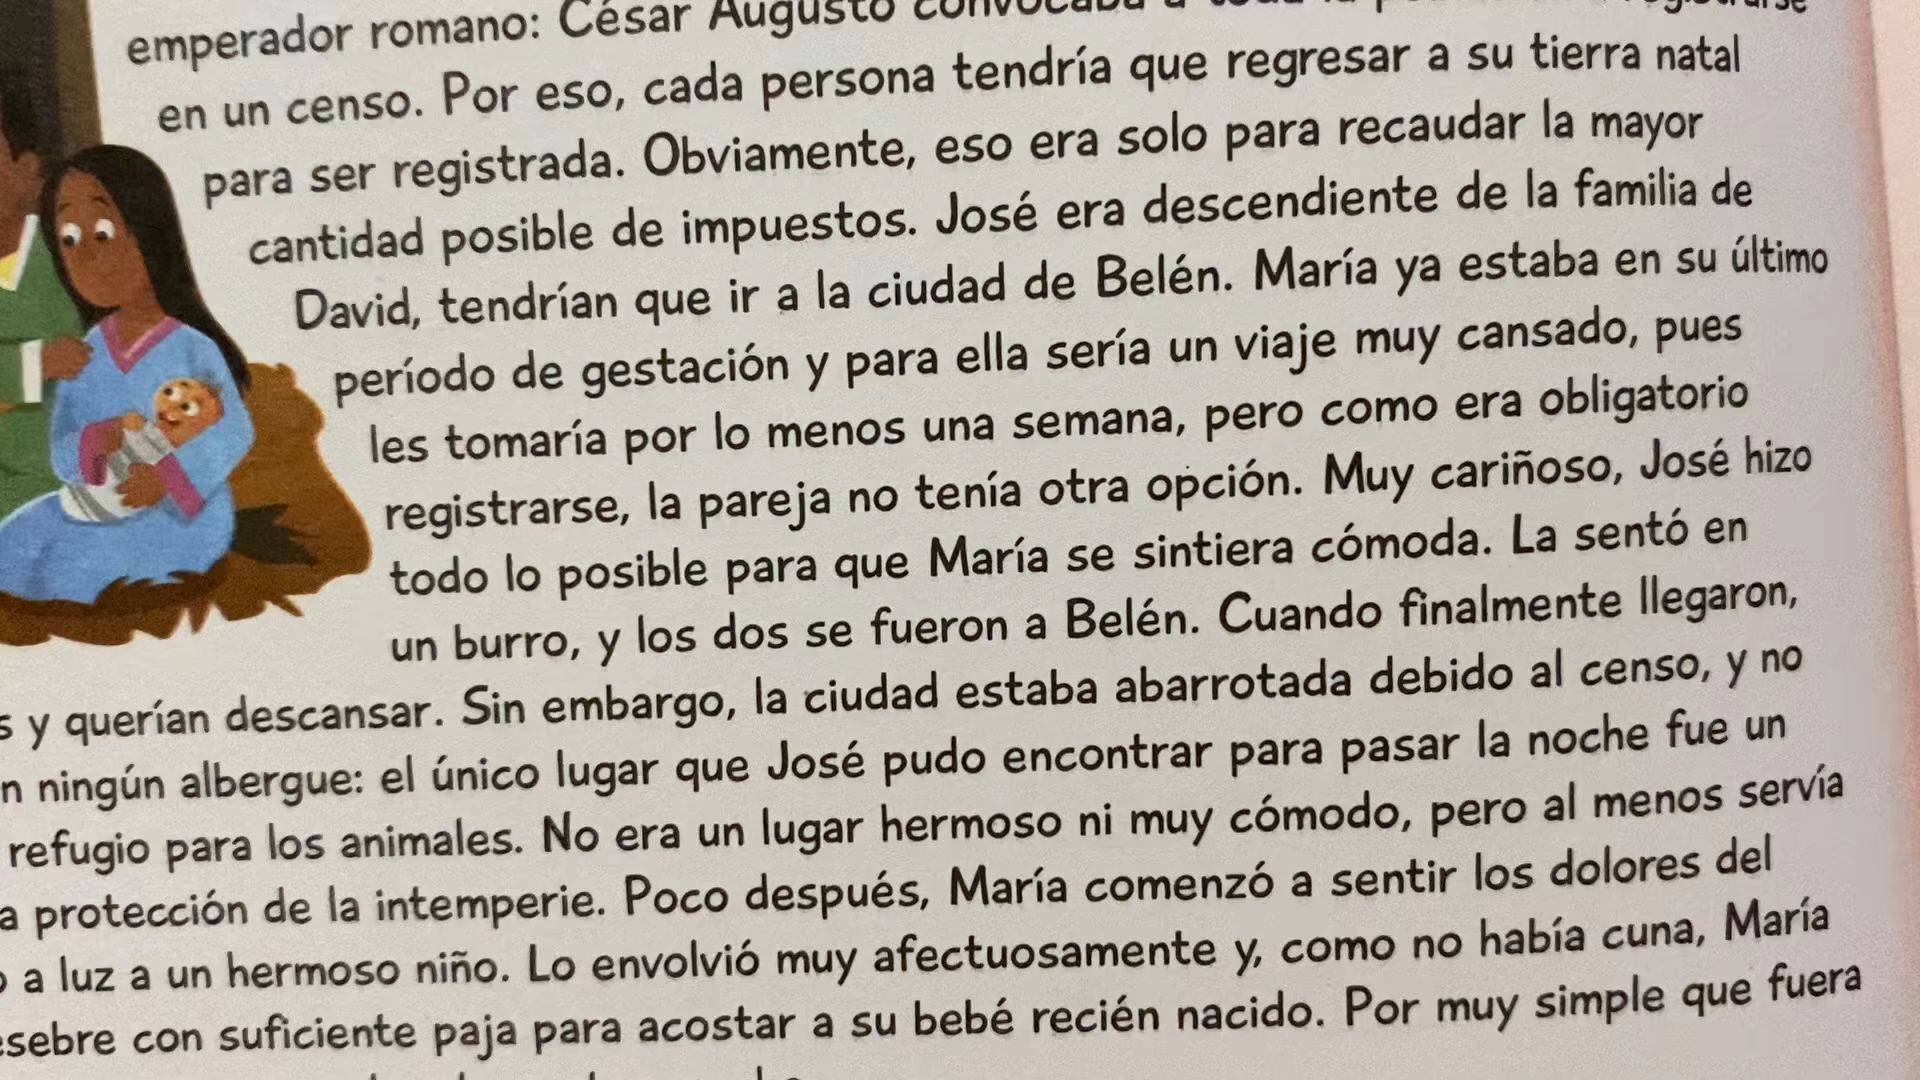 emperador romano: César Augusto convocaba a
en un censo. Por eso, cada persona tendría que regresar a su tierra natal
para ser registrada. Obviamente, eso era solo para recaudar la mayor
cantidad posible de impuestos. José era descendiente de la familia de
David, tendrían que ir a la ciudad de Belén. María ya estaba en su último
período de gestación y para ella sería un viaje muy cansado, pues
les tomaría por lo menos una semana, pero como era obligatorio
registrarse, la pareja no tenía otra opción. Muy cariñoso, José hizo
todo lo posible para que María se sintiera cómoda. La sentó en
un burro, y los dos se fueron a Belén. Cuando finalmente llegaron,
s y querían descansar. Sin embargo, la ciudad estaba abarrotada debido al censo, y no
n ningún albergue: el único lugar que José pudo encontrar para pasar la noche fue un
refugio para los animales. No era un lugar hermoso ni muy cómodo, pero al menos servía
a protección de la intemperie. Poco después, María comenzó a sentir los dolores del
a luz a un hermoso niño. Lo envolvió muy afectuosamente y, como no había cuna, María
esebre con suficiente paja para acostar a su bebé recién nacido. Por muy simple que fuera